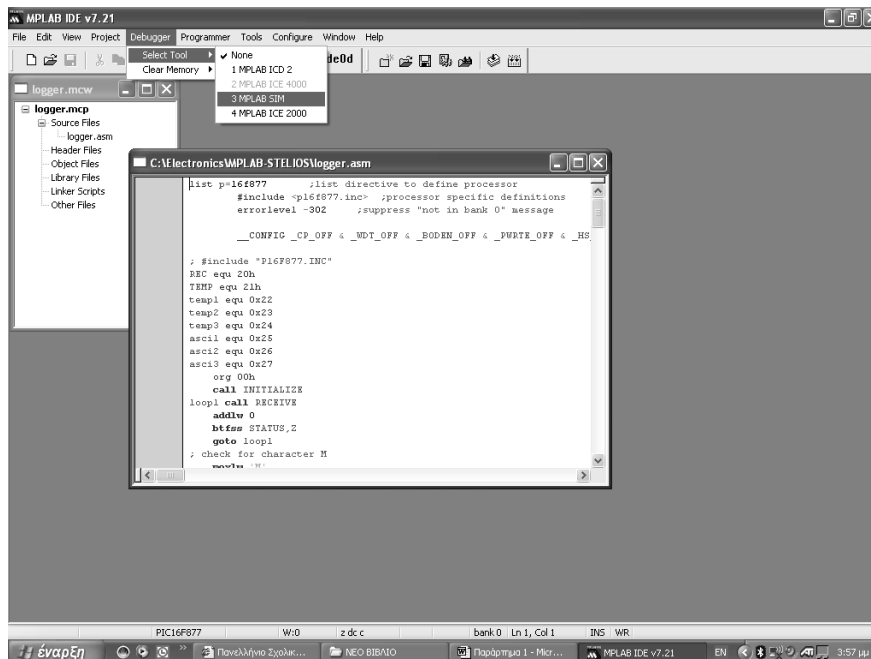 MPLAB IDE v7.21
File Edit View Project Debugger Programmer Tools Configure Window Help
Select Tool
Clear Memory
None
1 MPLAB ICD 2
2 MPLAB ICE 4000
3 MPLAB SIM
4 MPLAB ICE 2000
logger.mcw
logger.mcp
Source Files
logger.asm
Header Files
Object Files
Library Files
Linker Scripts
Other Files
C:\Electronics\MPLAB-STELIOS\logger.asm
list p=16f877 ;list directive to define processor
#include <p16f877.inc> ;processor specific definitions
errorlevel -302 ;suppress "not in bank 0" message
__CONFIG _CP_OFF & _WDT_OFF & _BODEN_OFF & _PWRTE_OFF & _HS
; #include "P16F877.INC"
REC equ 20h
TEMP equ 21h
temp1 equ 0x22
temp2 equ 0x23
temp3 equ 0x24
asci1 equ 0x25
asci2 equ 0x26
asci3 equ 0x27
org 00h
call INITIALIZE
loop1 call RECEIVE
addlw 0
btfss STATUS,Z
goto loop1
; check for character M
movlw 'M'
PIC16F877 W:0 z dc c bank 0 Ln 1, Col 1 INS WR
έναρξη Πανελλήνιο Σχολικ... ΝΕΟ ΒΙΒΛΙΟ Παράρτημα 1 - Micr... MPLAB IDE v7.21 EN 3:57 μμ